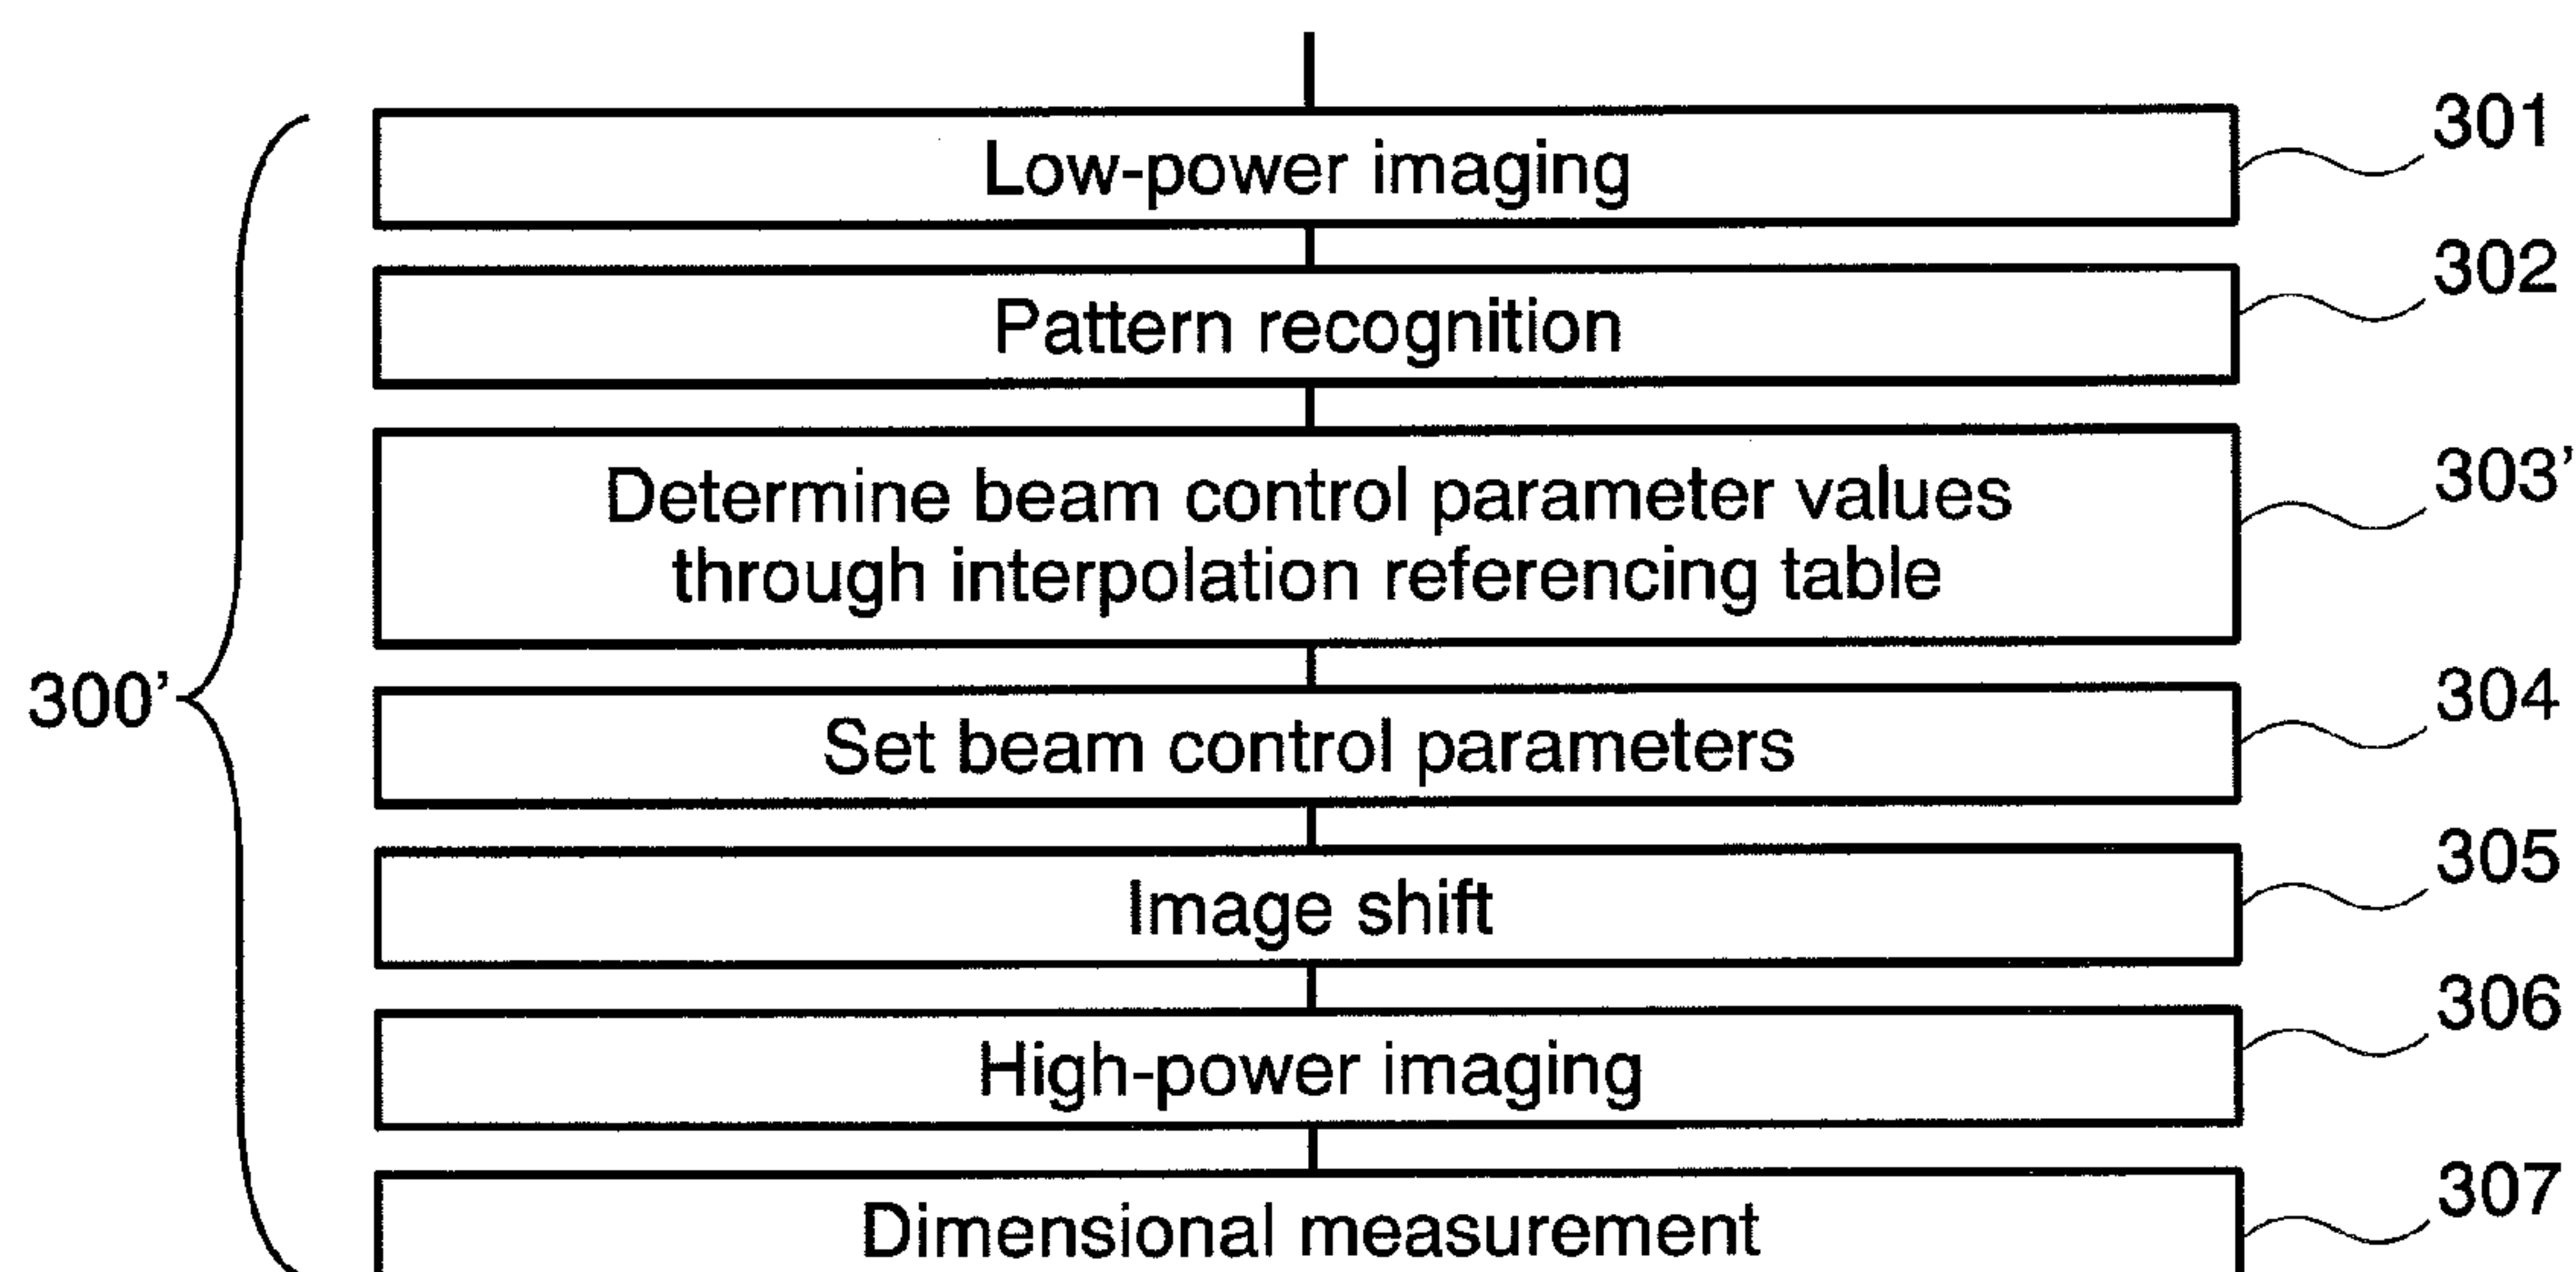 Low-power imaging
301
Pattern recognition
302
Determine beam control parameter values
through interpolation referencing table
303'
300'
Set beam control parameters
304
Image shift
305
High-power imaging
306
Dimensional measurement
307